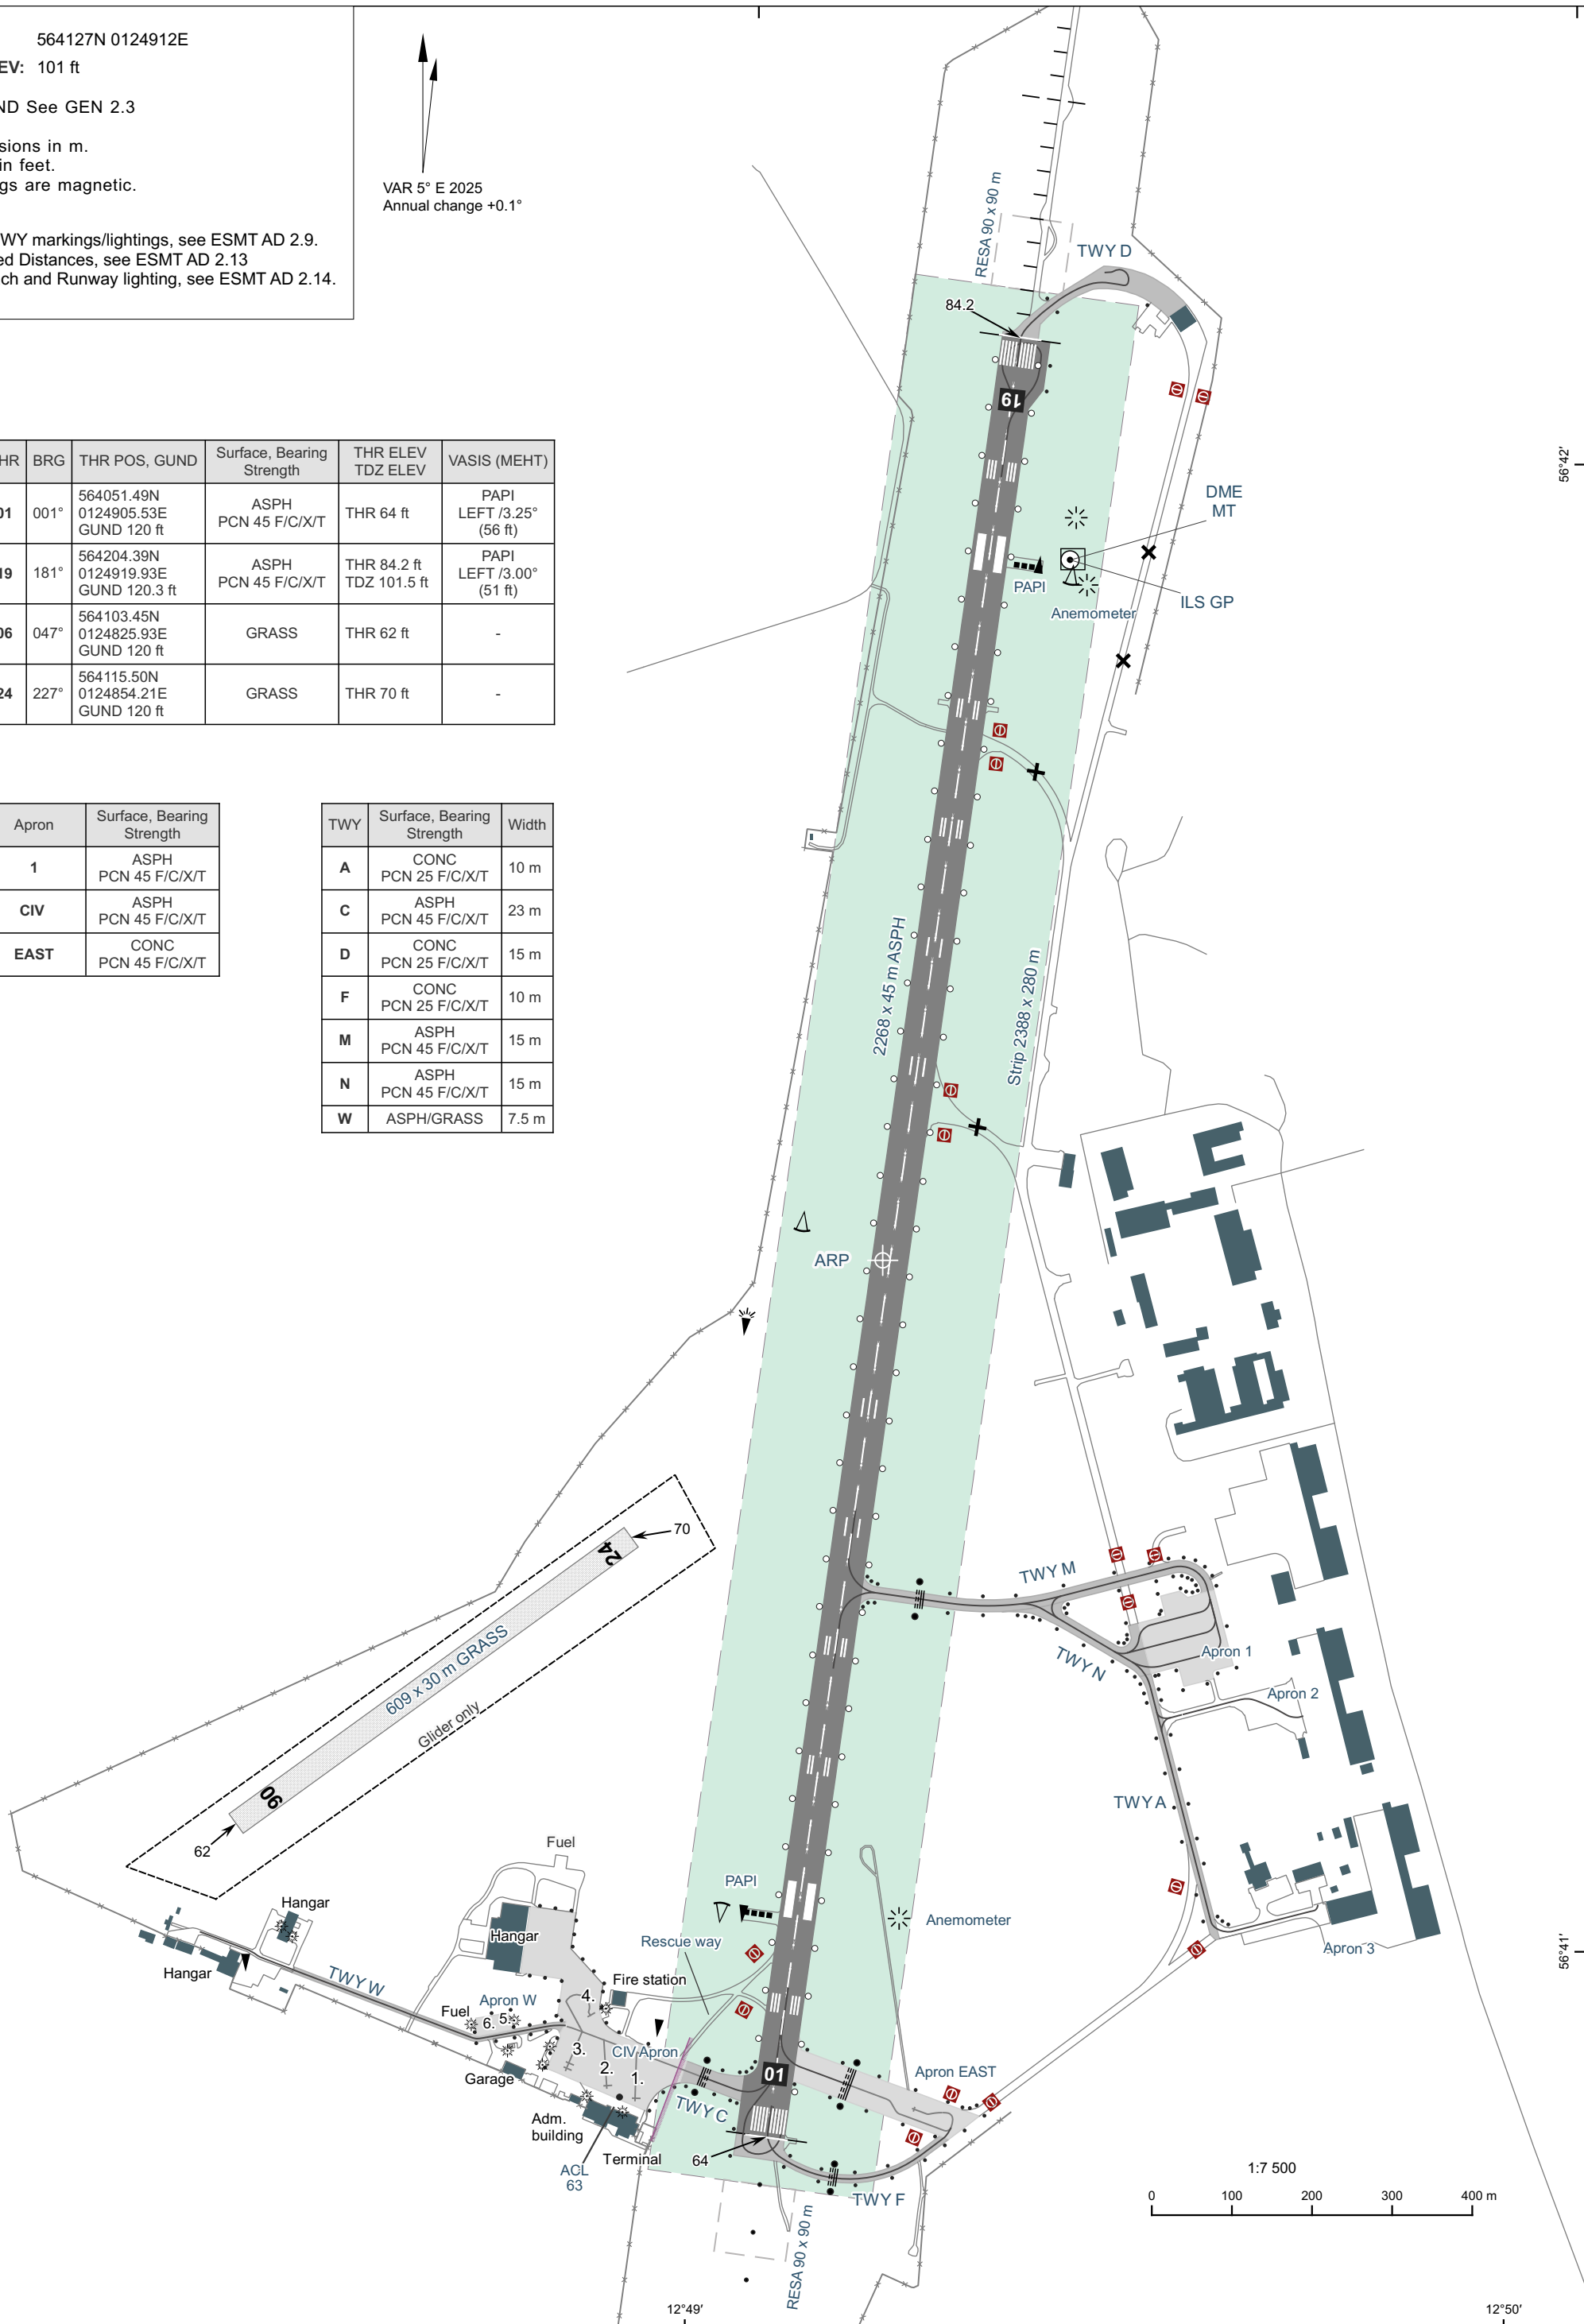 564127N 0124912E
EV: 101 ft
ND See GEN 2.3
sions in m.
in feet.
gs are magnetic.
WY markings/lightings, see ESMT AD 2.9.
ed Distances, see ESMT AD 2.13
ch and Runway lighting, see ESMT AD 2.14.
VAR 5° E 2025
Annual change +0.1°
HR BRG THR POS, GUND Surface, Bearing Strength THR ELEV TDZ ELEV VASIS (MEHT)
01 001° 564051.49N 0124905.53E GUND 120 ft ASPH PCN 45 F/C/X/T THR 64 ft PAPI LEFT /3.25° (56 ft)
19 181° 564204.39N 0124919.93E GUND 120.3 ft ASPH PCN 45 F/C/X/T THR 84.2 ft TDZ 101.5 ft PAPI LEFT /3.00° (51 ft)
06 047° 564103.45N 0124825.93E GUND 120 ft GRASS THR 62 ft -
24 227° 564115.50N 0124854.21E GUND 120 ft GRASS THR 70 ft -
Apron Surface, Bearing Strength
1 ASPH PCN 45 F/C/X/T
CIV ASPH PCN 45 F/C/X/T
EAST CONC PCN 45 F/C/X/T
TWY Surface, Bearing Strength Width
A CONC PCN 25 F/C/X/T 10 m
C ASPH PCN 45 F/C/X/T 23 m
D CONC PCN 25 F/C/X/T 15 m
F CONC PCN 25 F/C/X/T 10 m
M ASPH PCN 45 F/C/X/T 15 m
N ASPH PCN 45 F/C/X/T 15 m
W ASPH/GRASS 7.5 m
RESA 90 x 90 m
TWY D
84.2
19
56°42'
DME
MT
PAPI
Anemometer
ILS GP
2268 x 45 m ASPH
Strip 2388 x 280 m
ARP
70
24
609 x 30 m GRASS
Glider only
06
62
TWY M
TWY N
Apron 1
Apron 2
TWY A
Apron 3
56°41'
Fuel
Hangar
Hangar
Hangar
TWY W
PAPI
Anemometer
Rescue way
Fire station
Apron W
Fuel
6.
5.
4.
3.
2.
1.
CIV Apron
Garage
Adm.
building
ACL
63
Terminal
TWY C
01
64
Apron EAST
TWY F
RESA 90 x 90 m
1:7 500
0 100 200 300 400 m
12°49'
12°50'